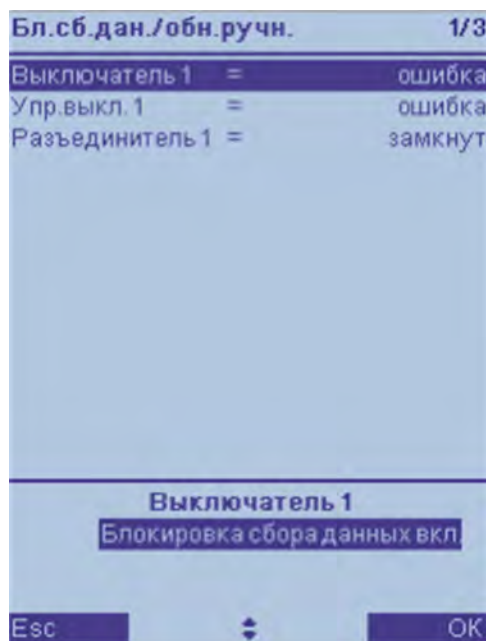 Бл.сб.дан./обн.ручн. 1/3
Выключатель 1 = ошибка
Упр.выкл. 1 = ошибка
Разъединитель 1 = замкнут
Выключатель 1
Блокировка сбора данных вкл.
Esc OK